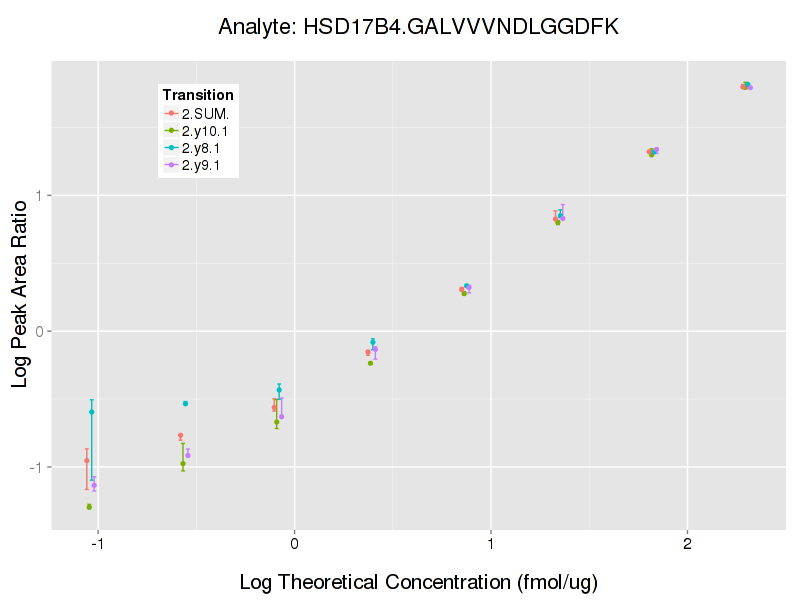 Analyte: HSD17B4.GALVVVNDLGGDFK
Transition
2.SUM.
2.y10.1
2.y8.1
2.y9.1
Log Peak Area Ratio
1
0
-1
-1 0 1 2
Log Theoretical Concentration (fmol/ug)